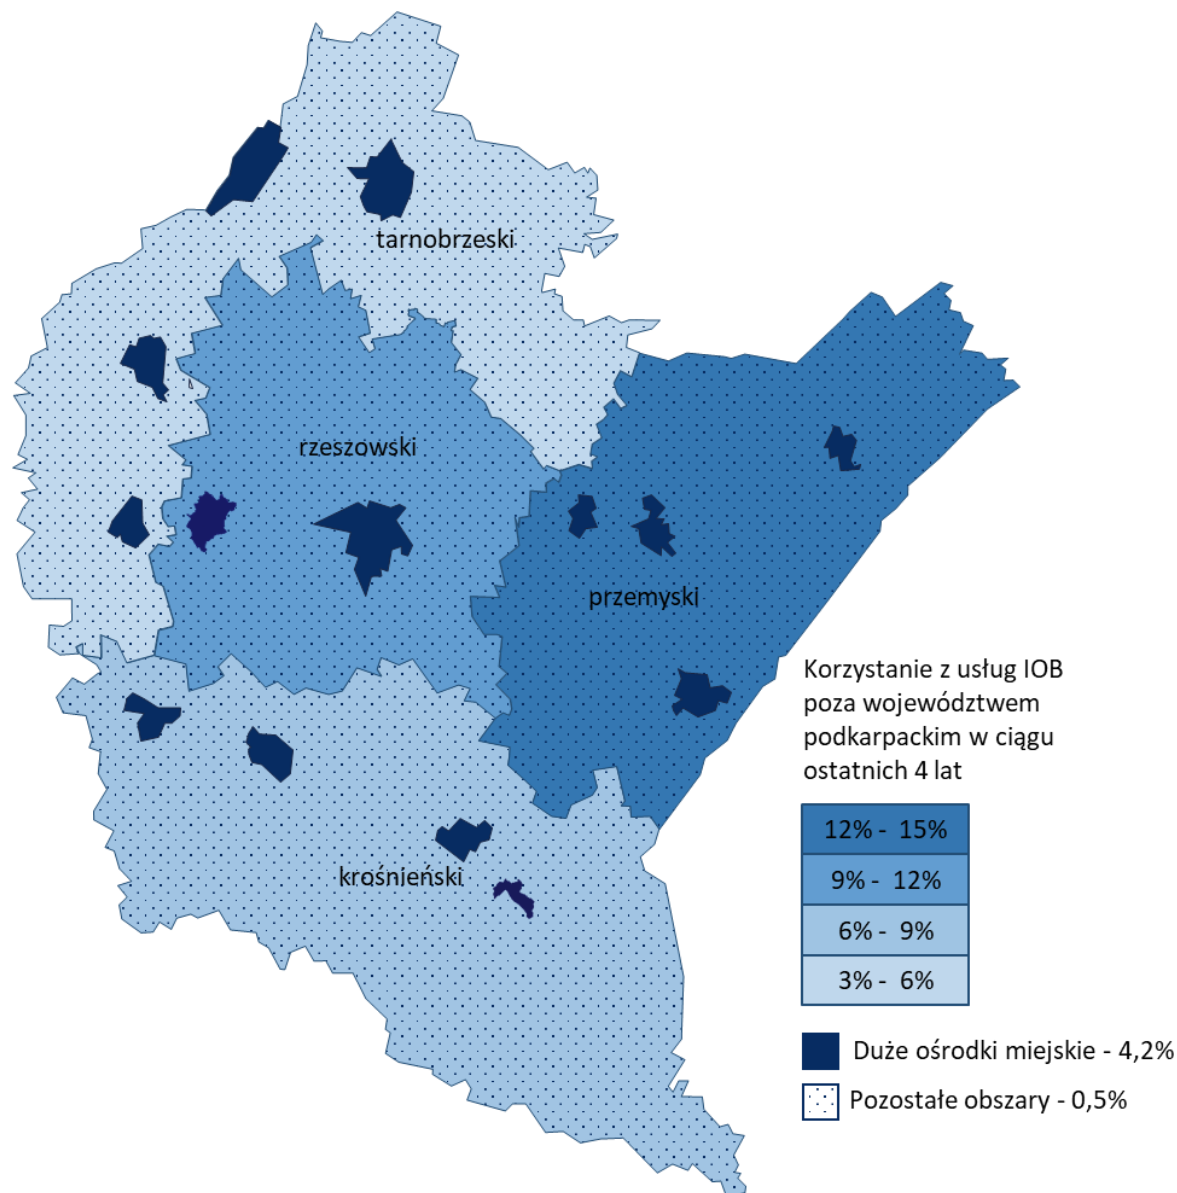 tarnobrzeski
rzeszowski
przemyski
krośnieński
Korzystanie z usług IOB
poza województwem
podkarpackim w ciągu
ostatnich 4 lat
12% - 15%
9% - 12%
6% - 9%
3% - 6%
Duże ośrodki miejskie - 4,2%
Pozostałe obszary - 0,5%